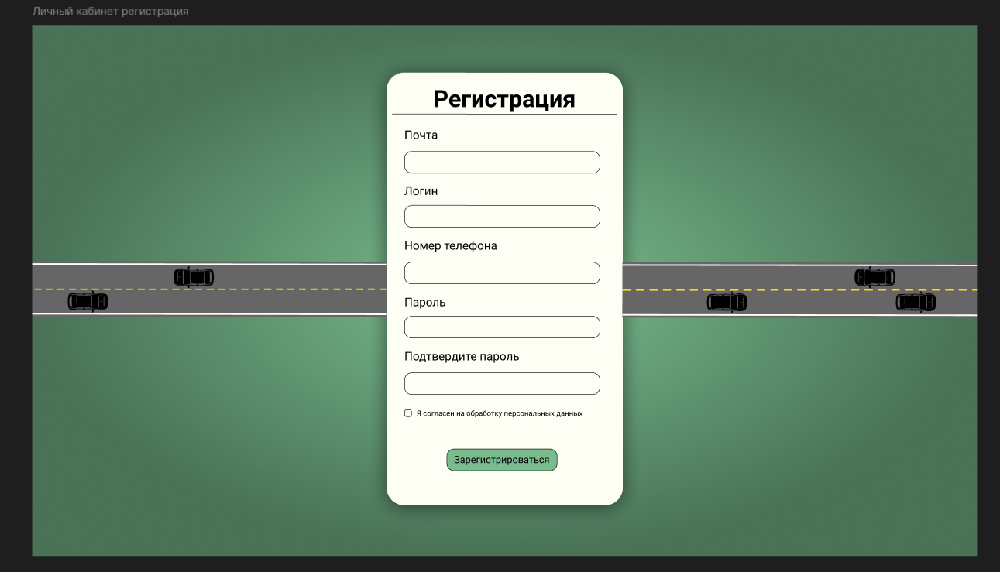 Личный кабинет регистрация
Регистрация
Почта
Логин
Номер телефона
Пароль
Подтвердите пароль
Я согласен на обработку персональных данных
Зарегистрироваться